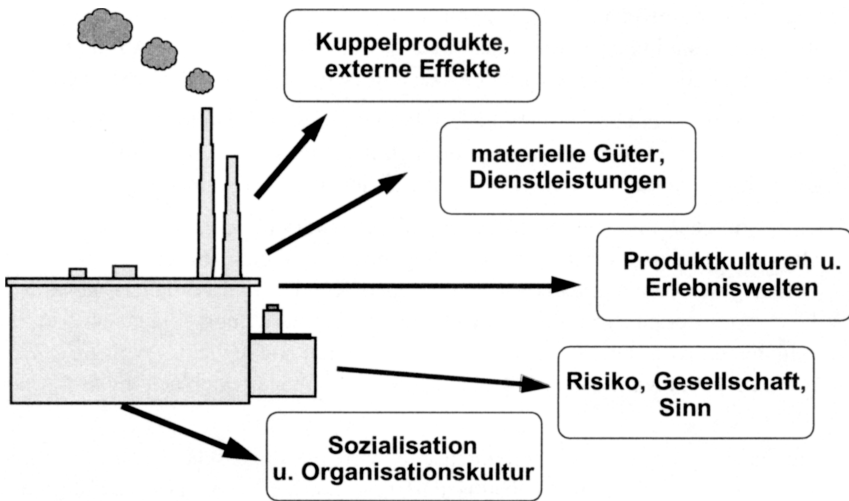 Kuppelprodukte,
externe Effekte
materielle Güter,
Dienstleistungen
Produktkulturen u.
Erlebniswelten
Risiko, Gesellschaft,
Sinn
Sozialisation
u. Organisationskultur